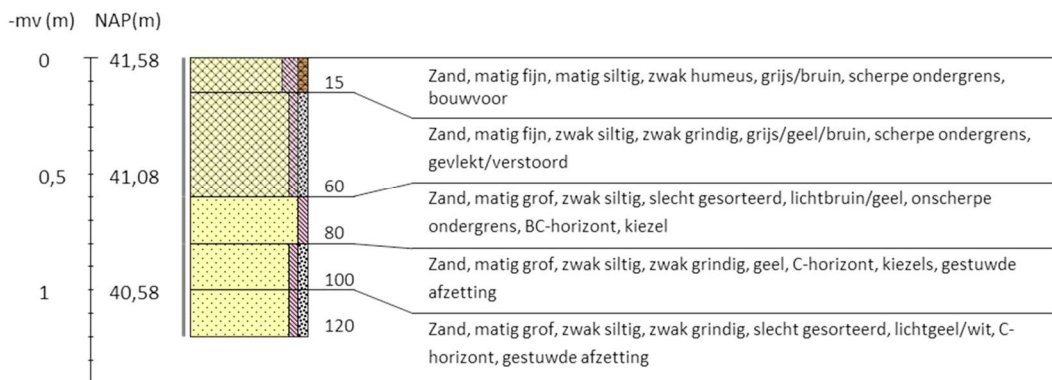 -mv (m) NAP(m)
0 41,58
15
Zand, matig fijn, matig siltig, zwak humeus, grijs/bruin, scherpe ondergrens,
bouwvoor
Zand, matig fijn, zwak siltig, zwak grindig, grijs/geel/bruin, scherpe ondergrens,
gevlekt/verstoord
0,5 41,08
60
Zand, matig grof, zwak siltig, slecht gesorteerd, lichtbruin/geel, onscherpe
ondergrens, BC-horizont, kiezel
80
Zand, matig grof, zwak siltig, zwak grindig, geel, C-horizont, kiezels, gestuwde
afzetting
100
1 40,58
120
Zand, matig grof, zwak siltig, zwak grindig, slecht gesorteerd, lichtgeel/wit, C-
horizont, gestuwde afzetting